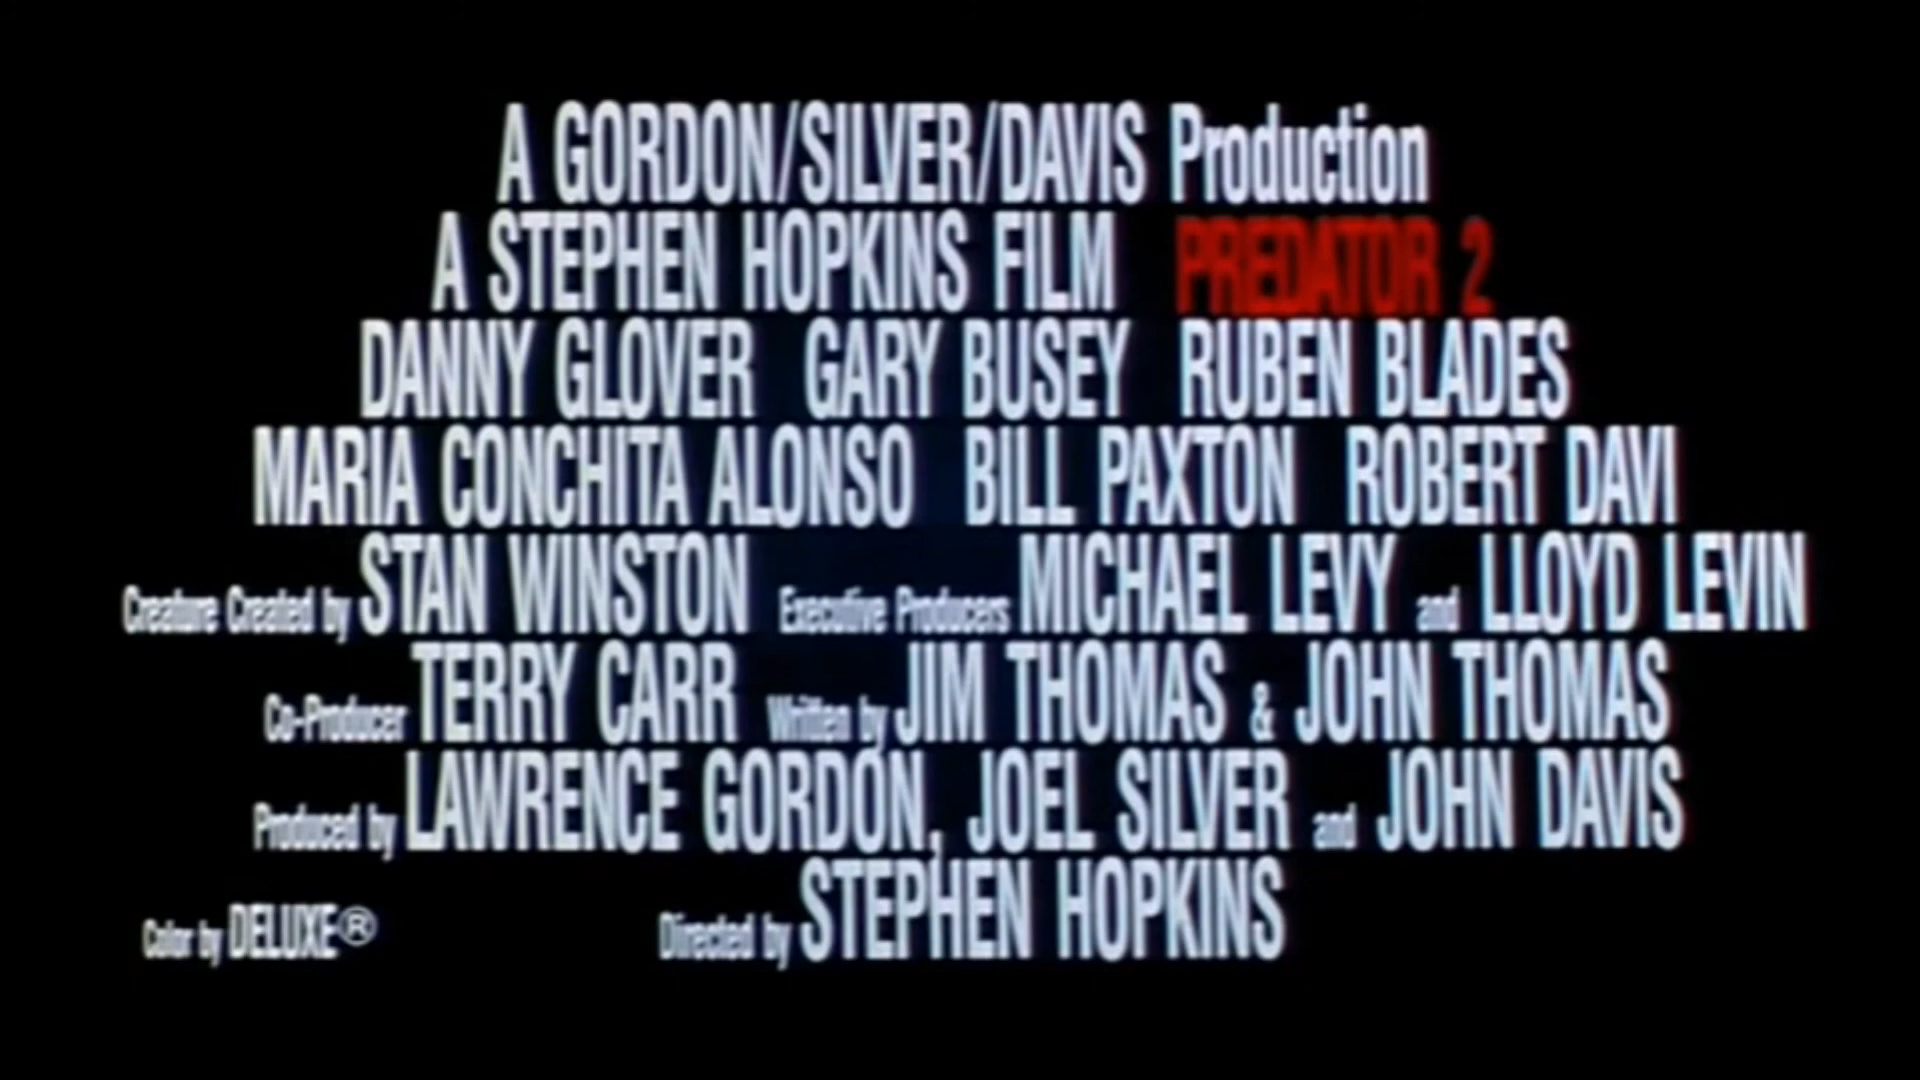 A GORDON/SILVER/DAVIS Production
A STEPHEN HOPKINS FILM PREDATOR 2
DANNY GLOVER GARY BUSEY RUBEN BLADES
MARIA CONCHITA ALONSO BILL PAXTON ROBERT DAVI
Creature Created by STAN WINSTON Executive Producers MICHAEL LEVY and LLOYD LEVIN
Co-Producer TERRY CARR Written by JIM THOMAS & JOHN THOMAS
Produced by LAWRENCE GORDON, JOEL SILVER and JOHN DAVIS
Color by DELUXE® Directed by STEPHEN HOPKINS